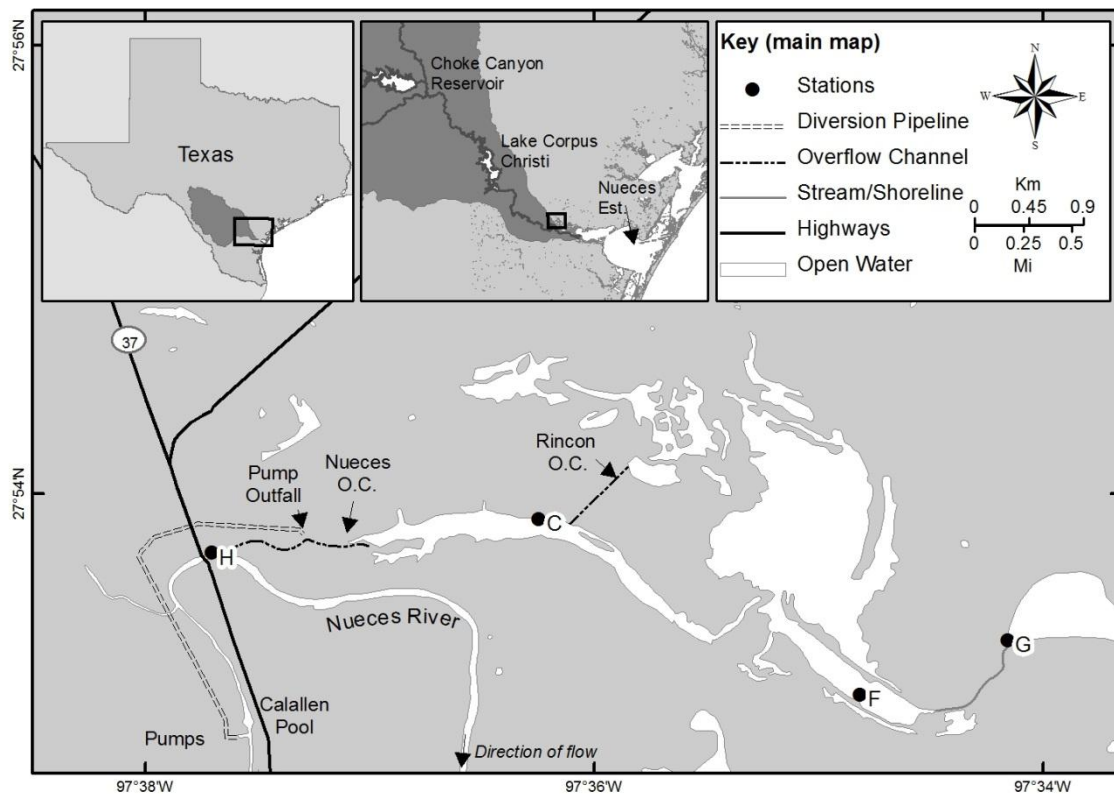 27°56'N
Texas
Choke Canyon
Reservoir
Lake Corpus
Christi
Nueces
Est.
Key (main map)
Stations
Diversion Pipeline
Overflow Channel
Stream/Shoreline
Highways
Open Water
N
W
E
S
Km
0 0.45 0.9
0 0.25 0.5
Mi
37
27°54'N
Pump
Outfall
Nueces
O.C.
Rincon
O.C.
H
C
F
G
Nueces River
Calallen
Pool
Pumps
Direction of flow
97°38'W
97°36'W
97°34'W